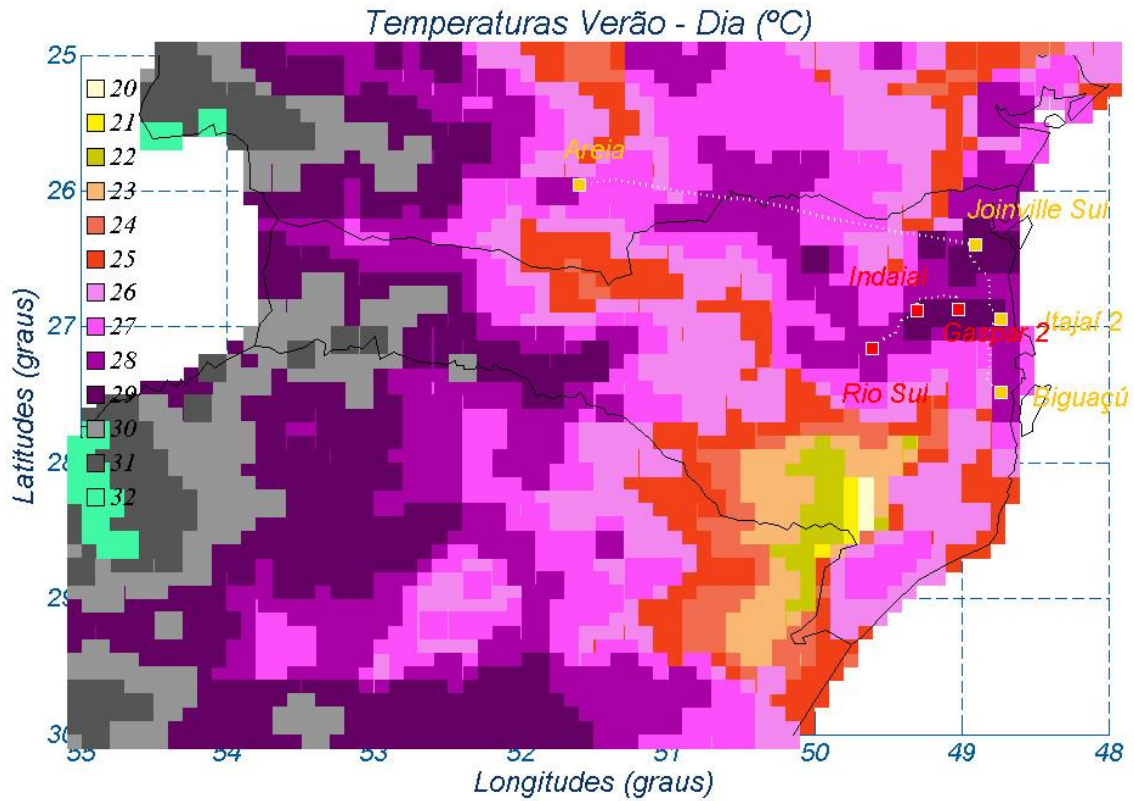 Temperaturas Verão - Dia (ºC)
25
20
21
22
23
24
25
26
27
28
29
30
31
32
26
27
28
29
30
Latitudes (graus)
Areia
Joinville Sul
Indaial
Gaspar 2
Itajaí 2
Rio Sul
Biguaçú
55
54
53
52
51
50
49
48
Longitudes (graus)